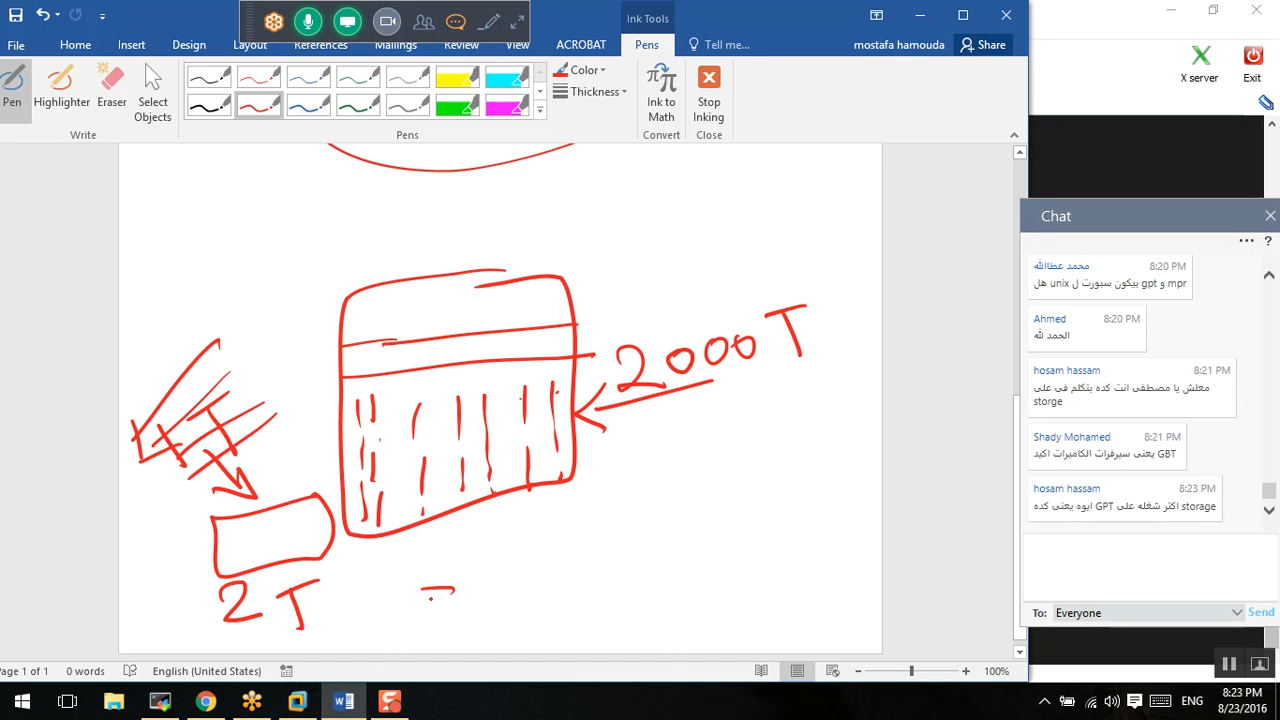 Ink Tools
File
Home
Insert
Design
Layout
References
Mailings
Review
View
ACROBAT
Pens
Tell me...
mostafa hamouda
Share
Pen
Highlighter
Eraser
Select
Objects
Color
Thickness
Ink to
Math
Stop
Inking
Write
Pens
Convert
Close
X server
Exit
2000 T
2 T
Chat
محمد عطاالله 8:20 PM
هل unix بيكون سبورت ل gpt و mpr
Ahmed 8:20 PM
الحمد لله
hosam hassam 8:21 PM
معلش يا مصطفى انت كده بتكلم فى على
storge
Shady Mohamed 8:21 PM
يعنى سيرفرات الكاميرات اكيد GBT
hosam hassam 8:23 PM
ايوه يعنى كده GPT اكتر شغله على storage
To: Everyone
Send
Page 1 of 1
0 words
English (United States)
100%
ENG
8:23 PM
8/23/2016